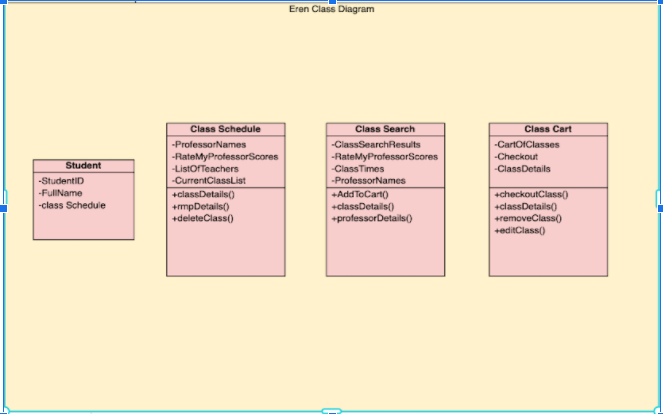 Eren Class Diagram
Student
-StudentID
-FullName
-class Schedule
Class Schedule
-ProfessorNames
-RateMyProfessorScores
-ListOfTeachers
-CurrentClassList
+classDetails()
+rmpDetails()
+deleteClass()
Class Search
-ClassSearchResults
-RateMyProfessorScores
-ClassTimes
-ProfessorNames
+AddToCart()
+classDetails()
+professorDetails()
Class Cart
-CartOfClasses
-Checkout
-ClassDetails
+checkoutClass()
+classDetails()
+removeClass()
+editClass()